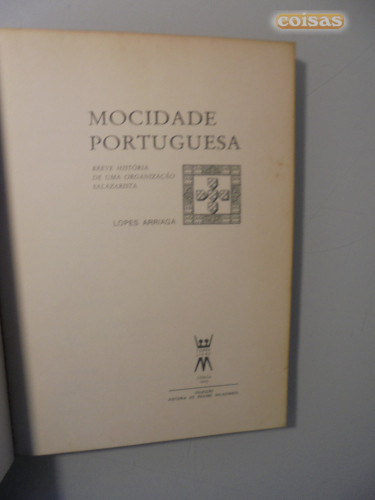 coisas
MOCIDADE
PORTUGUESA
BREVE HISTÓRIA
DE UMA ORGANIZAÇÃO
SALAZARISTA
LOPES ARRIAGA
M